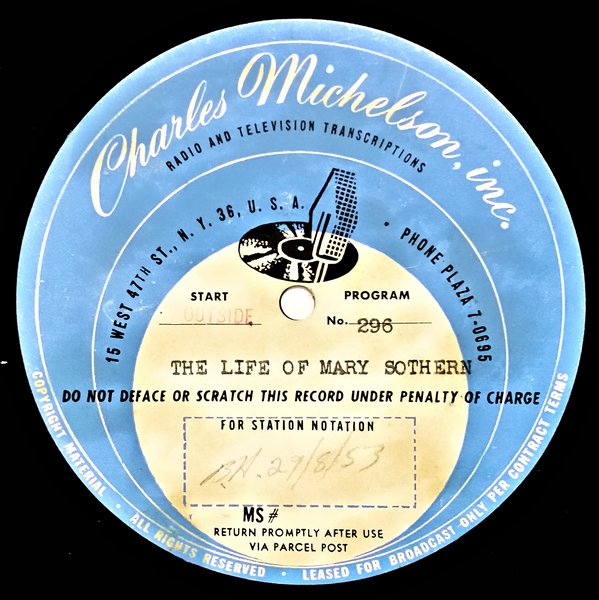 Charles Michelson, inc.
RADIO AND TELEVISION TRANSCRIPTIONS
15 WEST 47TH ST., N. Y. 36, U. S. A. • PHONE PLAZA 7-0695
START
OUTSIDE
PROGRAM
No. 296
THE LIFE OF MARY SOTHERN
DO NOT DEFACE OR SCRATCH THIS RECORD UNDER PENALTY OF CHARGE
FOR STATION NOTATION
B.H. 29/8/53
MS #
RETURN PROMPTLY AFTER USE
VIA PARCEL POST
COPYRIGHT MATERIAL • ALL RIGHTS RESERVED • LEASED FOR BROADCAST ONLY PER CONTRACT TERMS